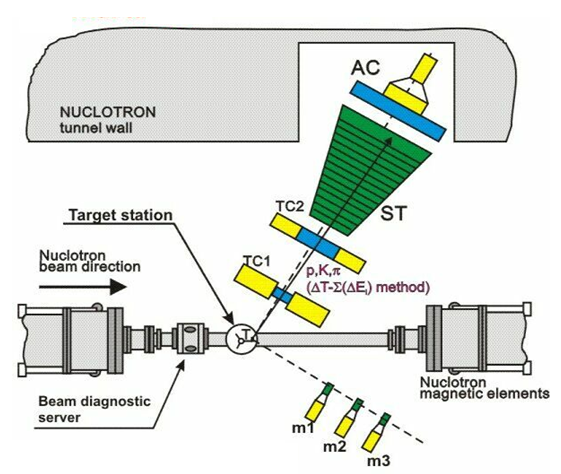 AC
NUCLOTRON
tunnel wall
TC2
ST
Target station
TC1
Nuclotron
beam direction
p,K,π
(ΔT-Σ(ΔEᵢ) method)
T
Beam diagnostic
server
Nuclotron
magnetic elements
m1
m2
m3